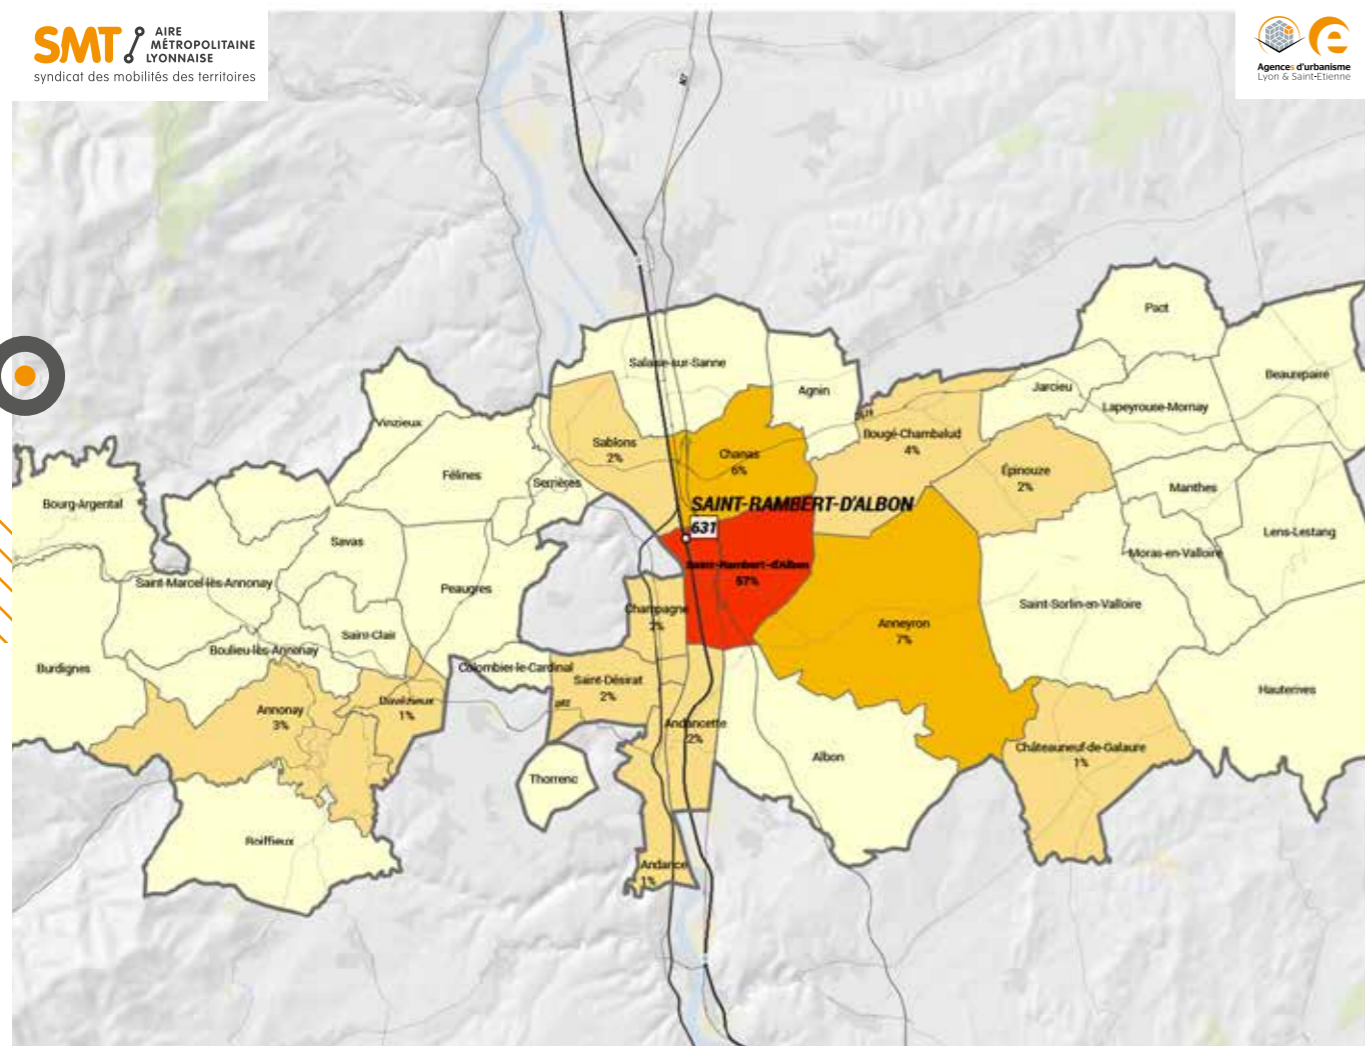 SMT AIRE
MÉTROPOLITAINE
LYONNAISE
syndicat des mobilités des territoires
Agences d'urbanisme
Lyon & Saint-Etienne
N7
Pact
Salaise-sur-Sanne
Beaurepaire
Agnin
Jarcieu
Lapeyrouse-Mornay
Vinzieux
Bougé-Chambalud
4%
Sablons
2%
Chanas
6%
Félines
Épinouze
2%
Serrières
Manthes
Bourg-Argental
SAINT-RAMBERT-D'ALBON
631
Lens-Lestang
Savas
Moras-en-Valloire
Saint-Rambert-d'Albon
57%
Saint-Marcel-lès-Annonay
Peaugres
Champagne
2%
Saint-Sorlin-en-Valloire
Anneyron
7%
Saint-Clair
Boulieu-lès-Annonay
Burdignes
Colombier-le-Cardinal
Saint-Désirat
2%
Hauterives
Davézieux
1%
Annonay
3%
Andancette
2%
Châteauneuf-de-Galaure
1%
Albon
Thorrenc
Roiffieux
Andance
1%